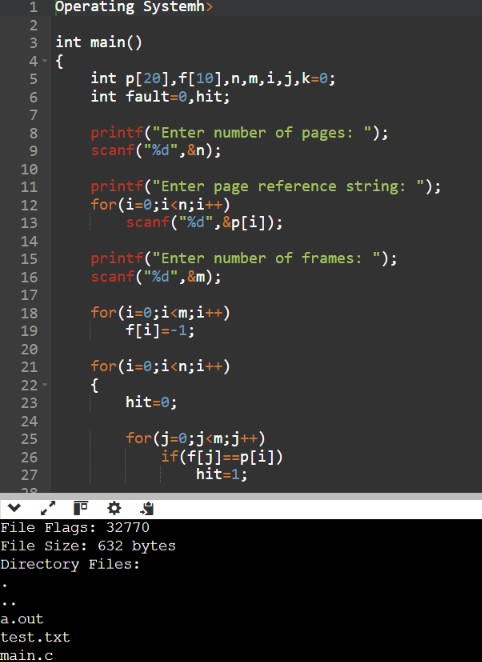 1 Operating Systemh>
2
3 int main()
4 {
5 int p[20],f[10],n,m,i,j,k=0;
6 int fault=0,hit;
7
8 printf("Enter number of pages: ");
9 scanf("%d",&n);
10
11 printf("Enter page reference string: ");
12 for(i=0;i<n;i++)
13 scanf("%d",&p[i]);
14
15 printf("Enter number of frames: ");
16 scanf("%d",&m);
17
18 for(i=0;i<m;i++)
19 f[i]=-1;
20
21 for(i=0;i<n;i++)
22 {
23 hit=0;
24
25 for(j=0;j<m;j++)
26 if(f[j]==p[i])
27 hit=1;
28
File Flags: 32770
File Size: 632 bytes
Directory Files:
.
..
a.out
test.txt
main.c